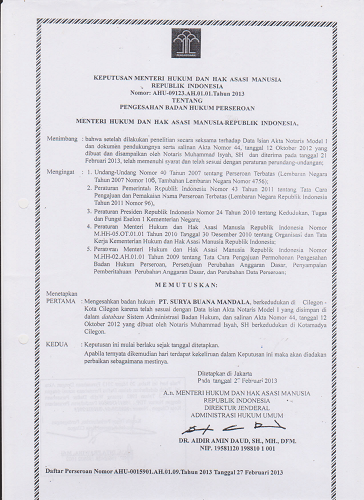 KEPUTUSAN MENTERI HUKUM DAN HAK ASASI MANUSIA
REPUBLIK INDONESIA
Nomor: AHU-09123.AH.01.01.Tahun 2013
TENTANG
PENGESAHAN BADAN HUKUM PERSEROAN
MENTERI HUKUM DAN HAK ASASI MANUSIA REPUBLIK INDONESIA,
Menimbang : bahwa setelah dilakukan penelitian secara seksama terhadap Data Isian Akta Notaris Model I
dan dokumen pendukungnya serta salinan Akta Nomor 44, tanggal 12 Oktober 2012 yang
dibuat dan disampaikan oleh Notaris Muhammad Isyah, SH dan diterima pada tanggal 21
Februari 2013, telah memenuhi syarat dan telah sesuai dengan peraturan perundang-undangan;
Mengingat : 1. Undang-Undang Nomor 40 Tahun 2007 tentang Perseroan Terbatas (Lembaran Negara
Tahun 2007 Nomor 106, Tambahan Lembaran Negara Nomor 4756);
2. Peraturan Pemerintah Republik Indonesia Nomor 43 Tahun 2011 tentang Tata Cara
Pengajuan dan Pemakaian Nama Perseroan Terbatas (Lembaran Negara Republik Indonesia
Tahun 2011 Nomor 96),
3. Peraturan Presiden Republik Indonesia Nomor 24 Tahun 2010 tentang Kedudukan, Tugas
dan Fungsi Eselon I Kementerian Negara;
4. Peraturan Menteri Hukum dan Hak Asasi Manusia Republik Indonesia Nomor
M.HH-05.OT.01.01 Tahun 2010 Tanggal 30 Desember 2010 tentang Organisasi dan Tata
Kerja Kementerian Hukum dan Hak Asasi Manusia Republik Indonesia;
5. Peraturan Menteri Hukum dan Hak Asasi Manusia Republik Indonesia Nomor
M.HH-02.AH.01.01 Tahun 2009 tentang Tata Cara Pengajuan Permohonan Pengesahan
Badan Hukum Perseroan, Persetujuan Perubahan Anggaran Dasar, Penyampaian
Pemberitahuan Perubahan Anggaran Dasar, dan Perubahan Data Perseroan;
M E M U T U S K A N :
Menetapkan
PERTAMA : Mengesahkan badan hukum PT. SURYA BUANA MANDALA, berkedudukan di Cilegon -
Kota Cilegon karena telah sesuai dengan Data Isian Akta Notaris Model I yang disimpan di
dalam database Sistem Administrasi Badan Hukum, dan salinan Akta Nomor 44, tanggal 12
Oktober 2012 yang dibuat oleh Notaris Muhammad Isyah, SH berkedudukan di Kotamadya
Cilegon.
KEDUA : Keputusan ini mulai berlaku sejak tanggal ditetapkan.
Apabila ternyata dikemudian hari terdapat kekeliruan dalam Keputusan ini maka akan diadakan
perbaikan sebagaimana mestinya.
Ditetapkan di Jakarta
Pada tanggal 27 Februari 2013
A.n. MENTERI HUKUM DAN HAK ASASI MANUSIA
REPUBLIK INDONESIA
DIREKTUR JENDERAL
ADMINISTRASI HUKUM UMUM
DR. AIDIR AMIN DAUD, SH., MH., DFM.
NIP. 19581120 198810 1 001
Daftar Perseroan Nomor AHU-0015901.AH.01.09.Tahun 2013 Tanggal 27 Februari 2013